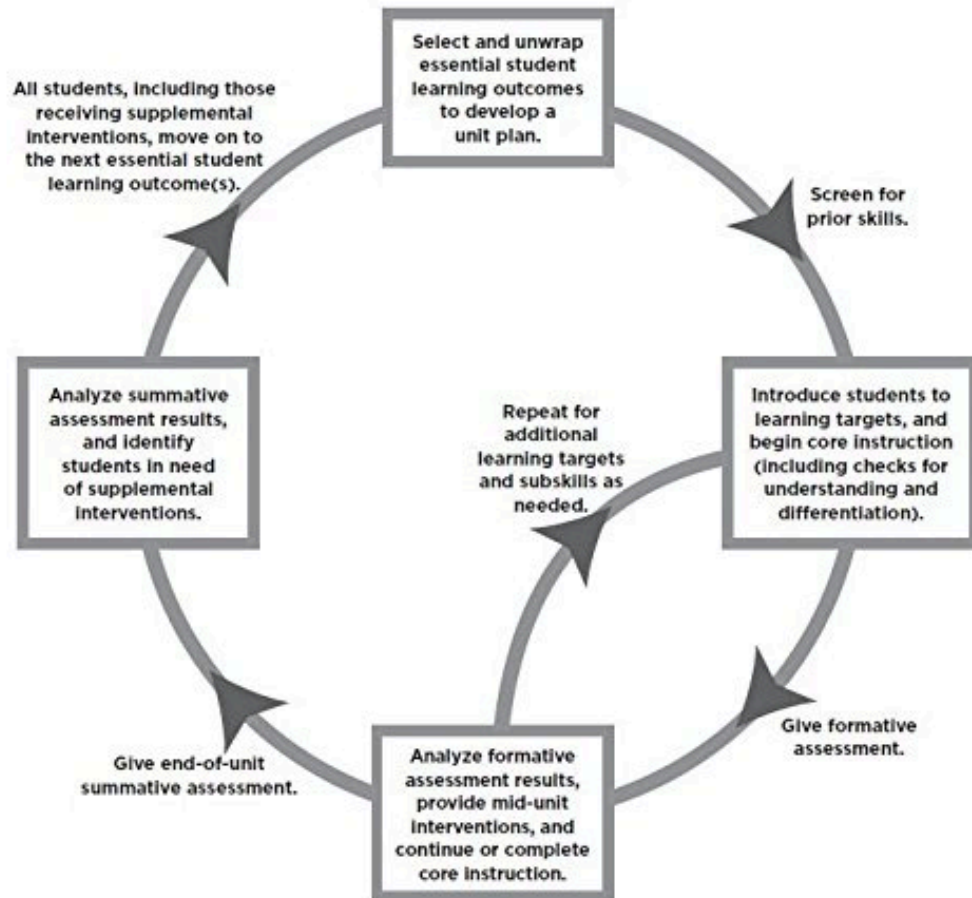 Select and unwrap
essential student
learning outcomes
to develop a
unit plan.
Screen for
prior skills.
Introduce students to
learning targets, and
begin core instruction
(including checks for
understanding and
differentiation).
Give formative
assessment.
Analyze formative
assessment results,
provide mid-unit
interventions, and
continue or complete
core instruction.
Repeat for
additional
learning targets
and subskills as
needed.
Give end-of-unit
summative assessment.
Analyze summative
assessment results,
and identify
students in need
of supplemental
interventions.
All students, including those
receiving supplemental
interventions, move on to
the next essential student
learning outcome(s).